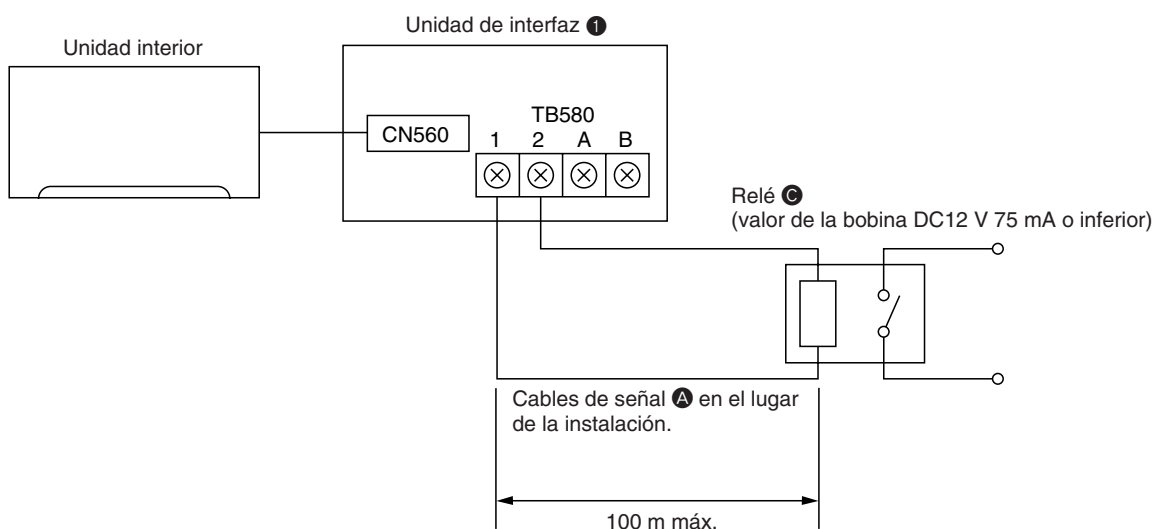 Unidad de interfaz ❶
Unidad interior
TB580
CN560
1 2 A B
Relé 🅒
(valor de la bobina DC12 V 75 mA o inferior)
Cables de señal 🅐 en el lugar
de la instalación.
100 m máx.